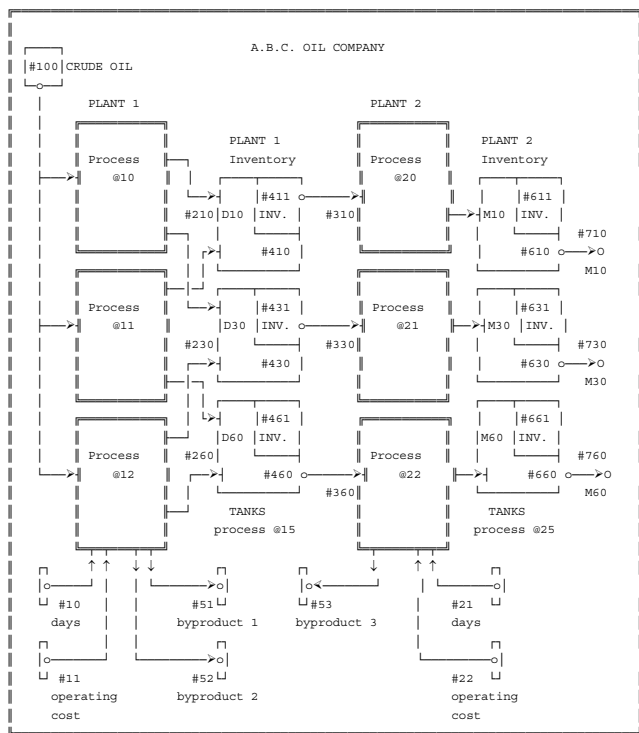 A.B.C. OIL COMPANY
#100 CRUDE OIL
PLANT 1 PLANT 2
PLANT 1 PLANT 2
Process Inventory Process Inventory
@10 @20
#411 #611
#210 D10 INV. #310 M10 INV. #710
#410 #610
M10
Process #431 Process #631
@11 D30 INV. @21 M30 INV.
#230 #330 #730
#430 #630
M30
#461 #661
D60 INV. M60 INV.
Process #260 Process #760
@12 #460 @22 #660
#360 M60
TANKS TANKS
process @15 process @25
#10 #51 #53 #21
days byproduct 1 byproduct 3 days
#11 #52 #22
operating byproduct 2 operating
cost cost